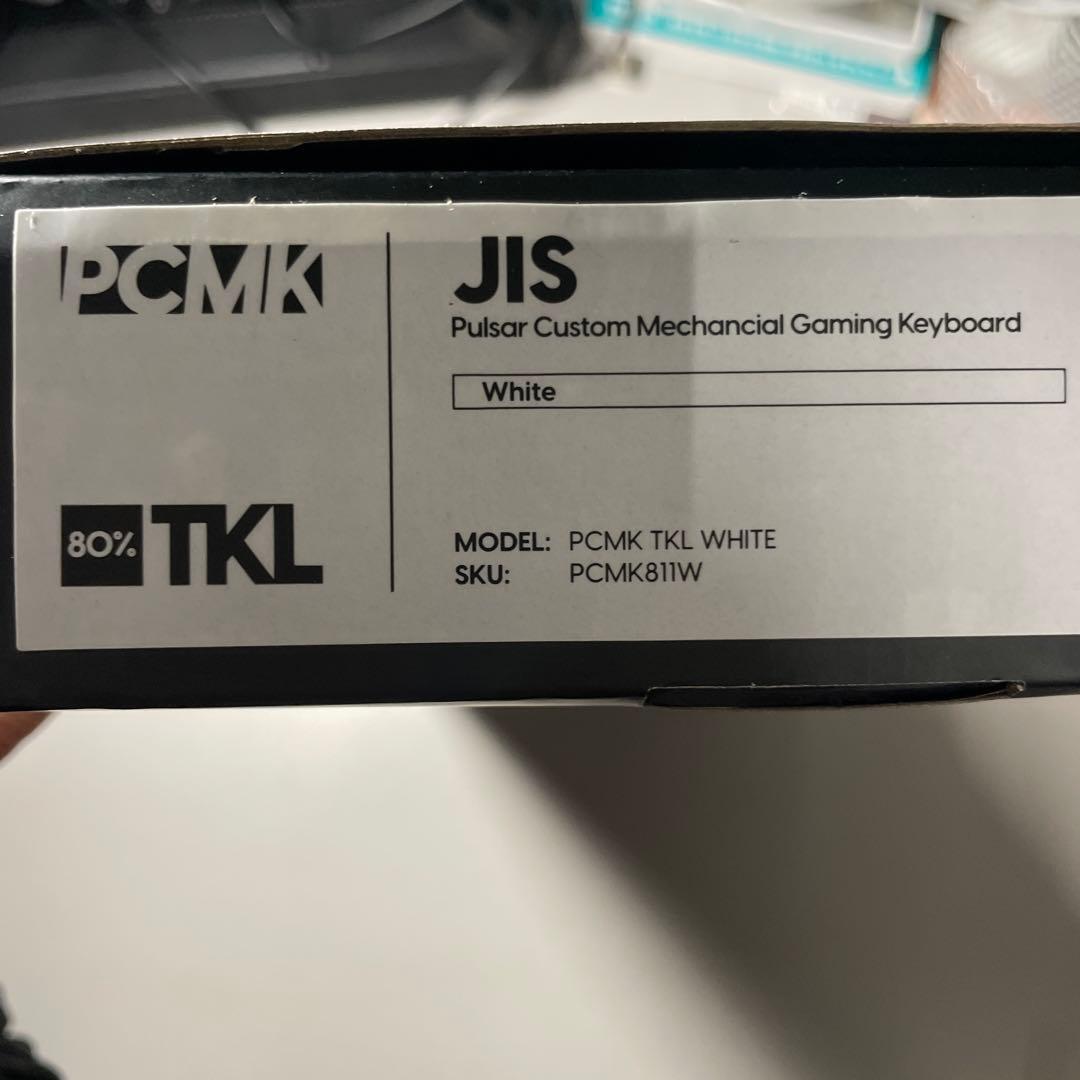 PCMK
JIS
Pulsar Custom Mechancial Gaming Keyboard
White
80% TKL
MODEL: PCMK TKL WHITE
SKU: PCMK811W